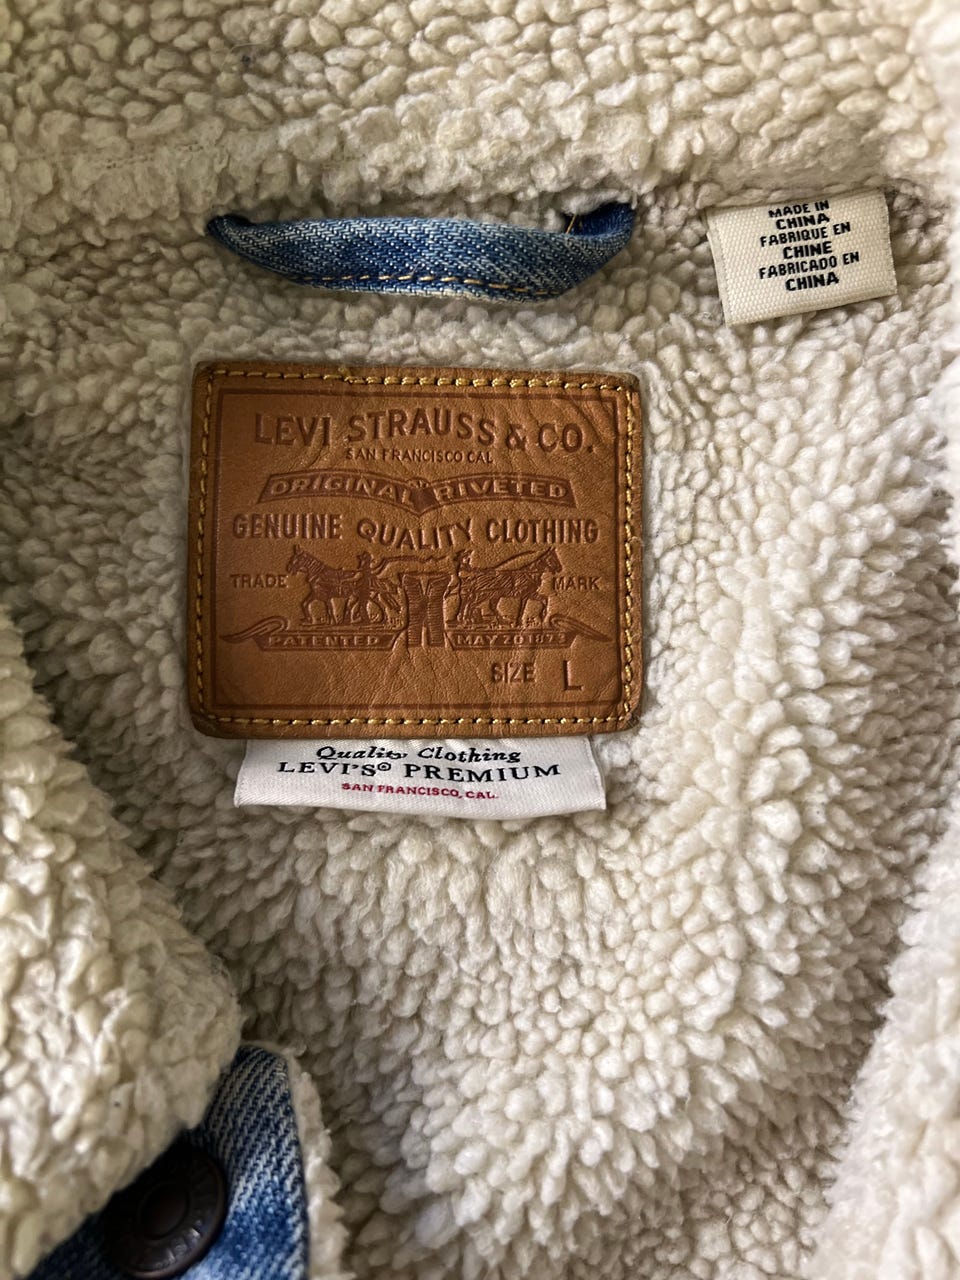 MADE IN
CHINA
FABRIQUE EN
CHINE
FABRICADO EN
CHINA
LEVI STRAUSS & CO.
SAN FRANCISCO CAL
ORIGINAL RIVETED
GENUINE QUALITY CLOTHING
TRADE MARK
PATENTED MAY 20 1873
SIZE L
Quality Clothing
LEVI'S® PREMIUM
SAN FRANCISCO, CAL.